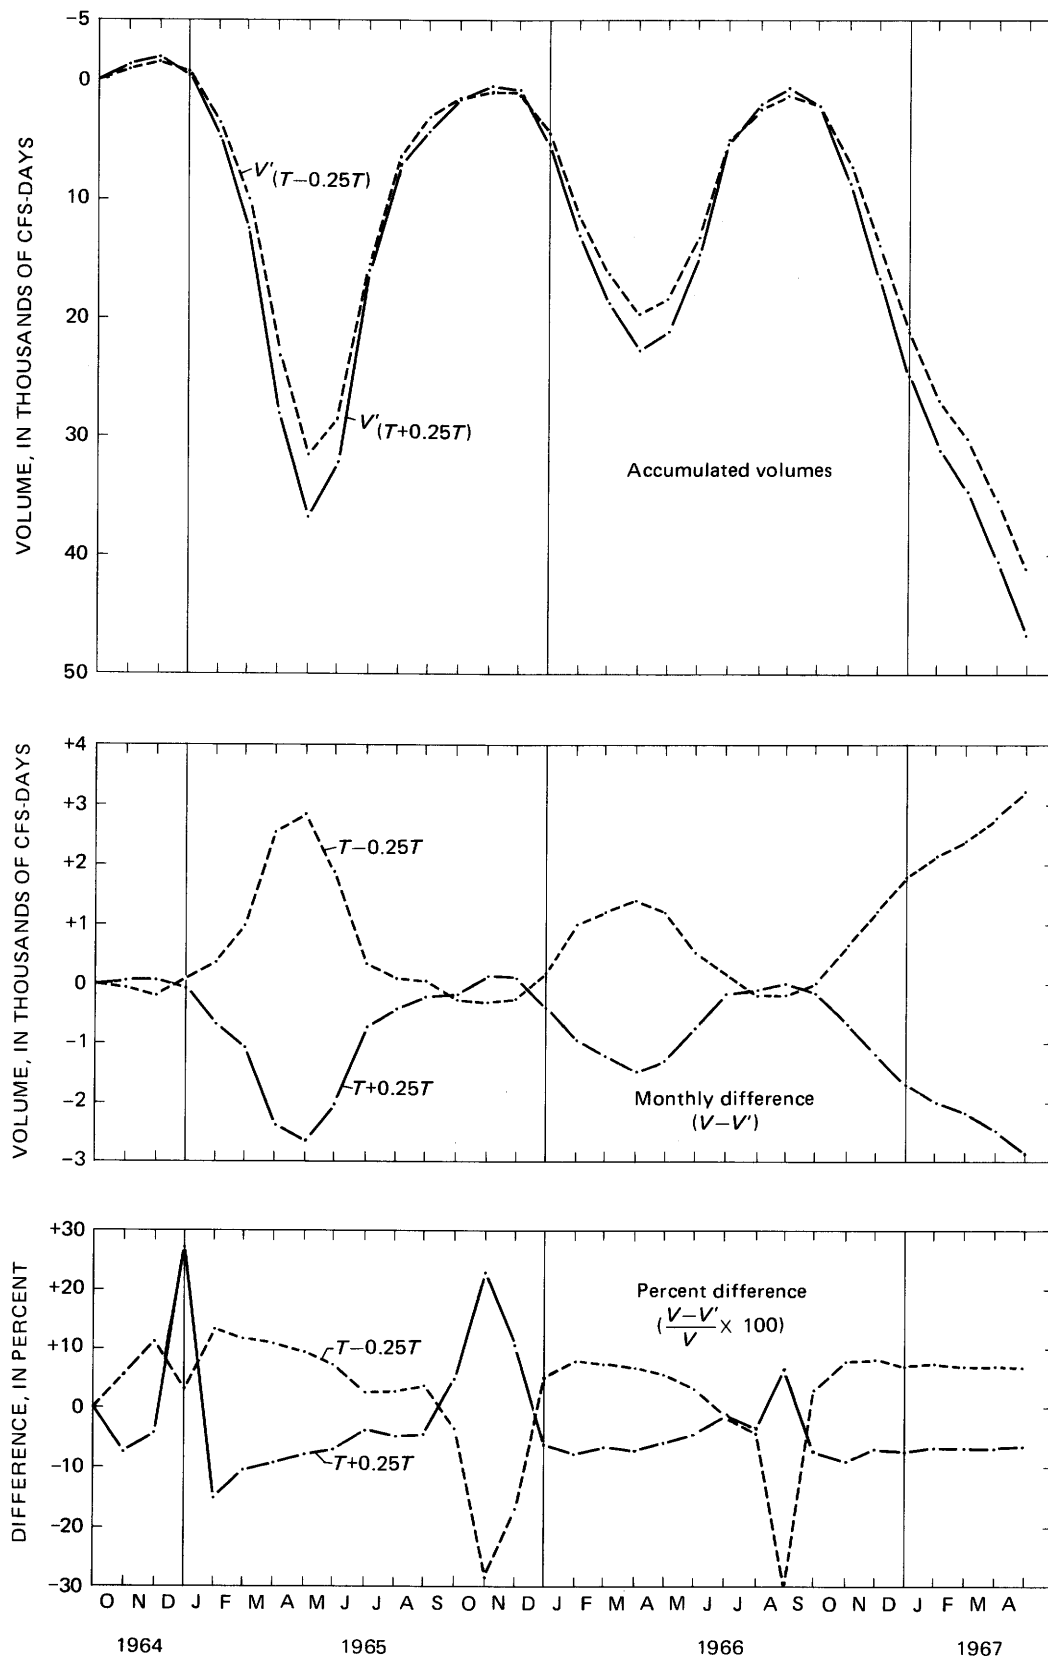 VOLUME, IN THOUSANDS OF CFS-DAYS
−5
0
10
20
30
40
50
V'(T−0.25T)
V'(T+0.25T)
Accumulated volumes
VOLUME, IN THOUSANDS OF CFS-DAYS
+4
+3
+2
+1
0
−1
−2
−3
T−0.25T
T+0.25T
Monthly difference
(V−V')
DIFFERENCE, IN PERCENT
+30
+20
+10
0
−10
−20
−30
T−0.25T
T+0.25T
Percent difference
(V−V'/V × 100)
O N D J F M A M J J A S O N D J F M A M J J A S O N D J F M A
1964 1965 1966 1967